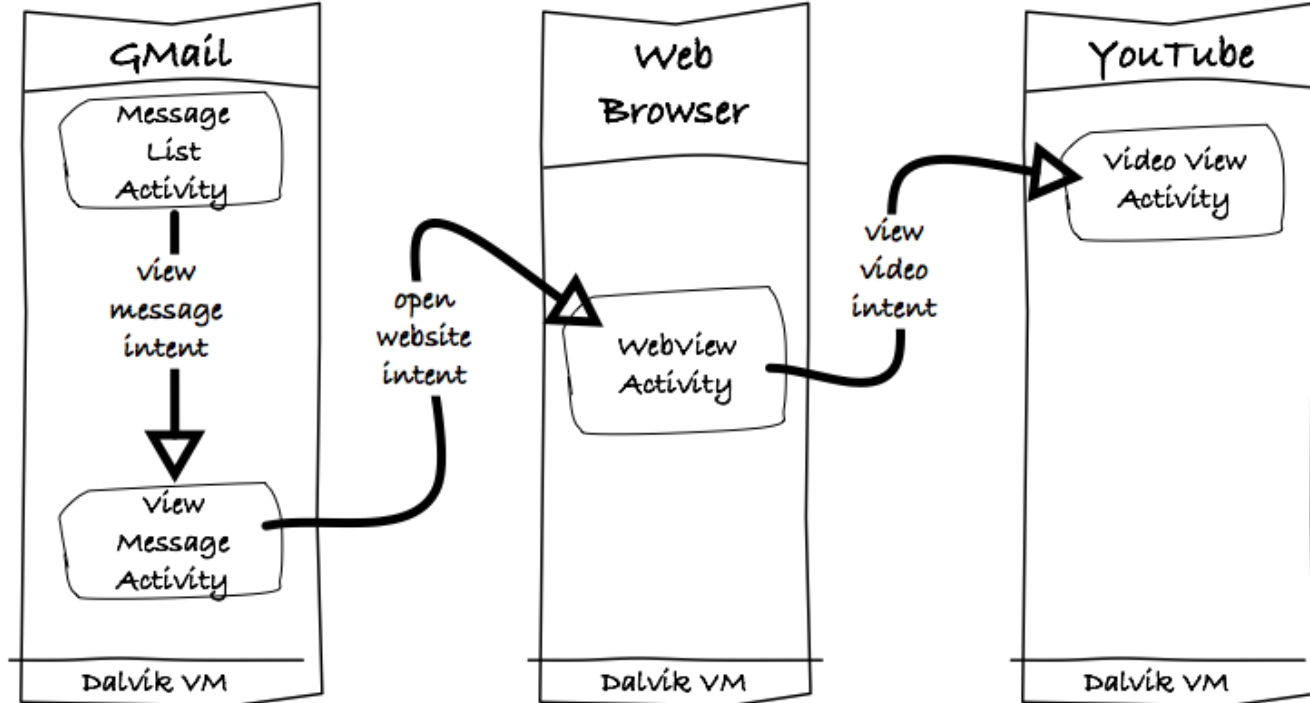 GMail
Message
List
Activity
view
message
intent
View
Message
Activity
Dalvik VM
open
website
intent
Web
Browser
WebView
Activity
Dalvik VM
view
video
intent
YouTube
Video View
Activity
Dalvik VM